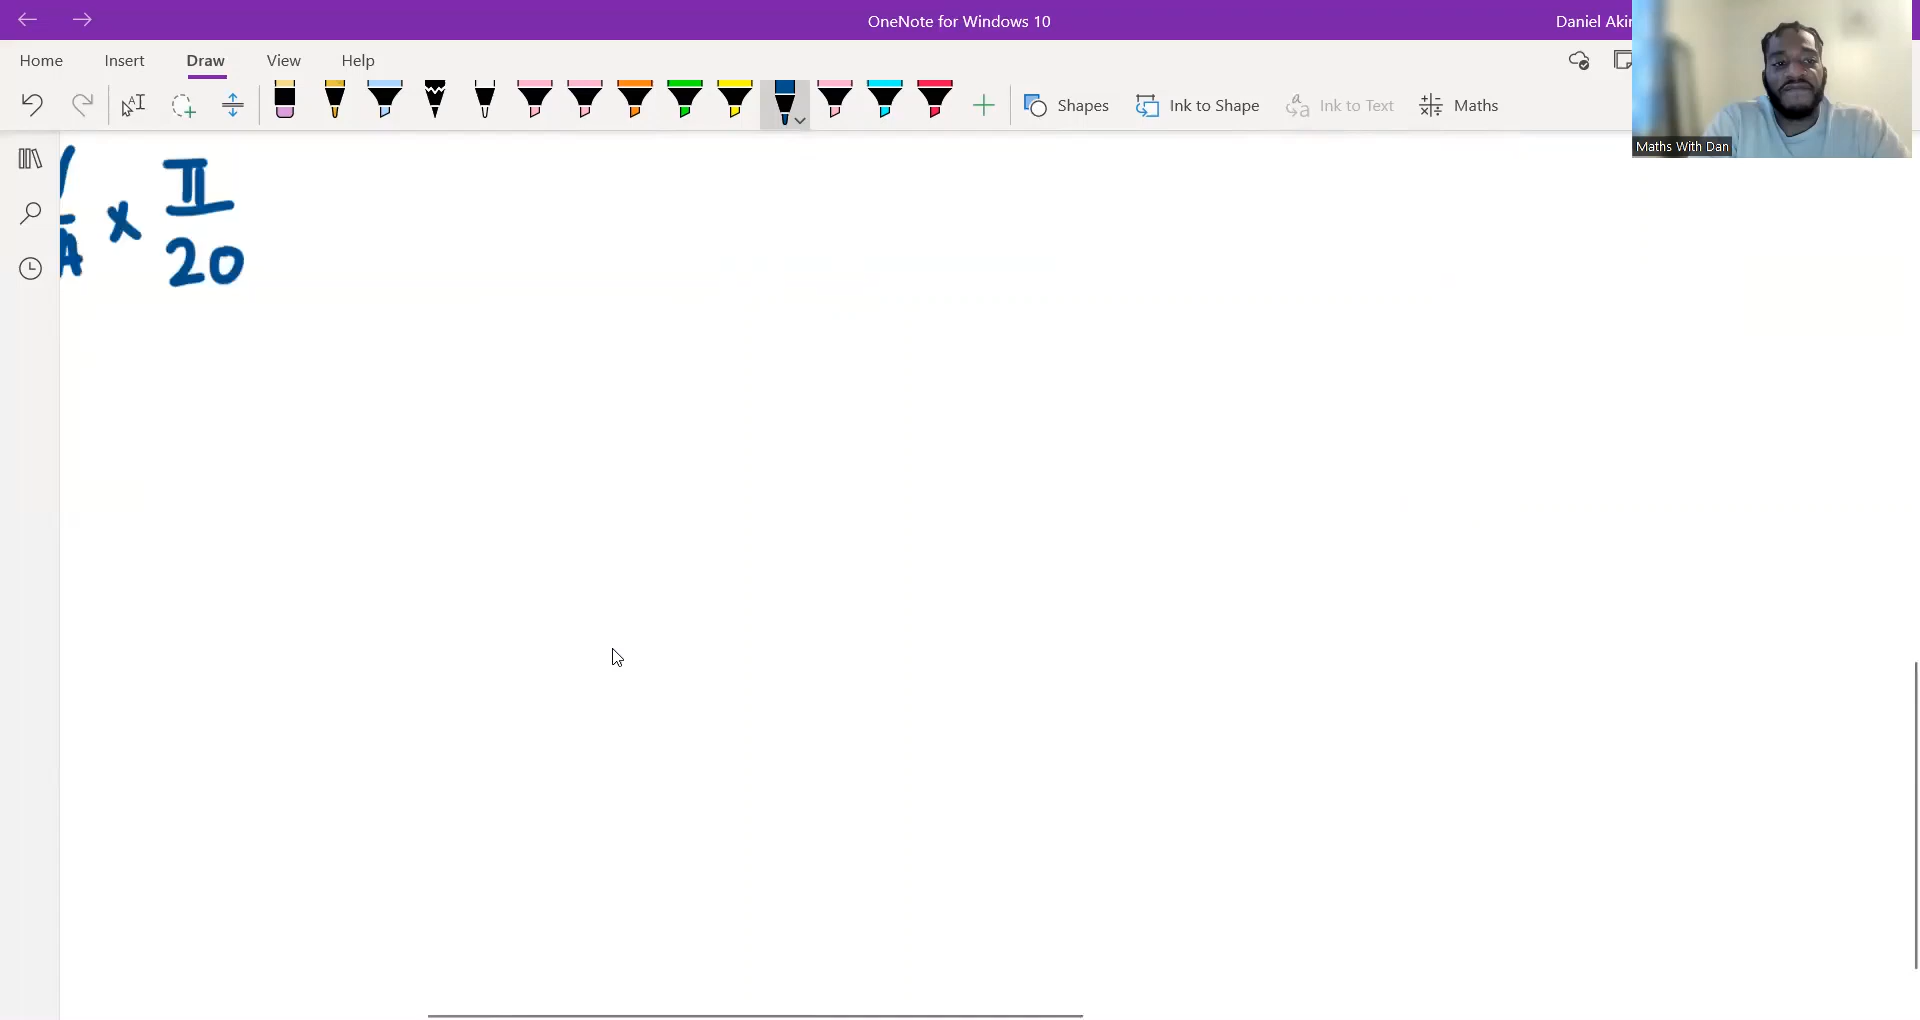 OneNote for Windows 10
Daniel Akin
Home Insert Draw View Help
Shapes Ink to Shape Ink to Text Maths
Maths With Dan
x π
20